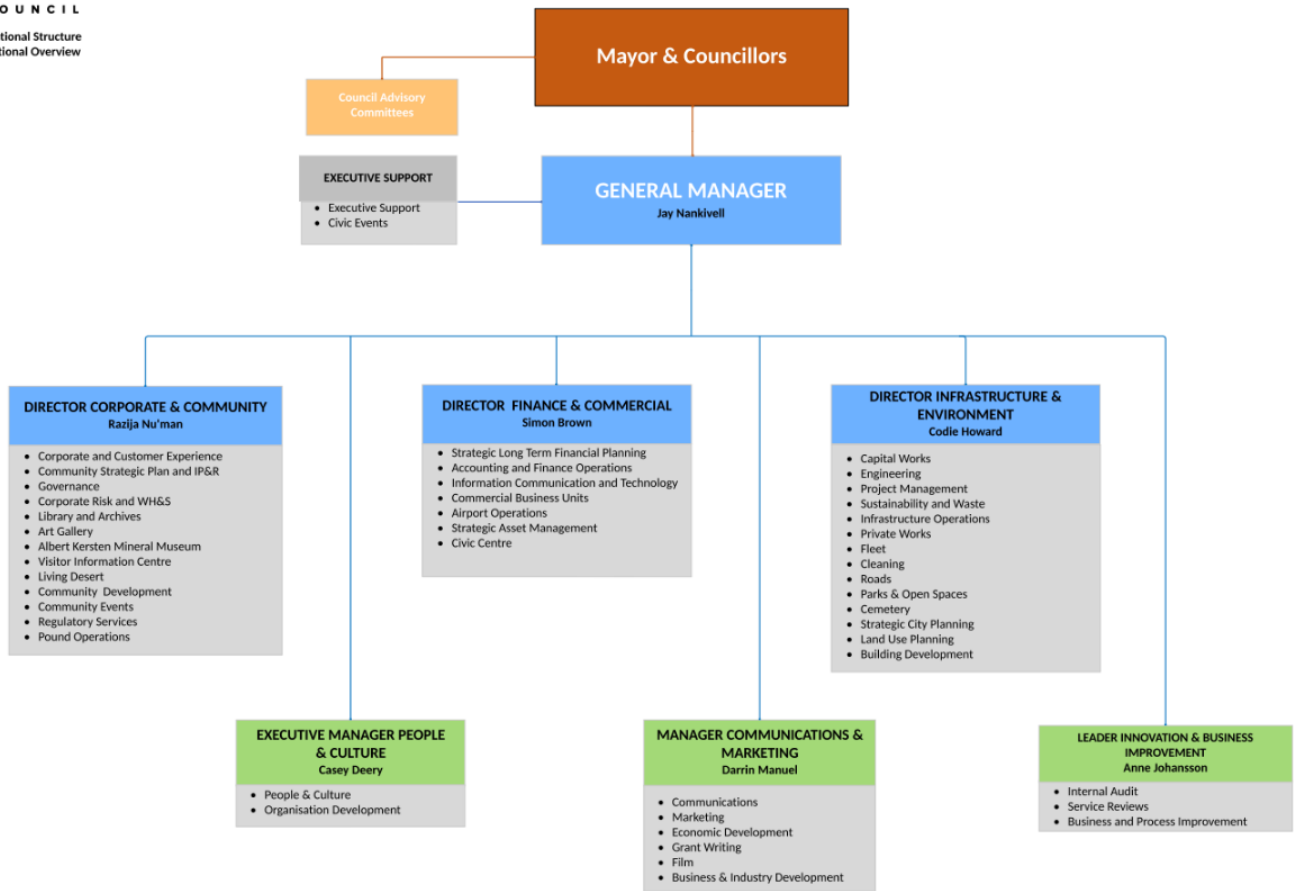 OUNCIL
tional Structure
tional Overview
Mayor & Councillors
Council Advisory
Committees
EXECUTIVE SUPPORT
• Executive Support
• Civic Events
GENERAL MANAGER
Jay Nankivell
DIRECTOR CORPORATE & COMMUNITY
Razija Nu'man
• Corporate and Customer Experience
• Community Strategic Plan and IP&R
• Governance
• Corporate Risk and WH&S
• Library and Archives
• Art Gallery
• Albert Kersten Mineral Museum
• Visitor Information Centre
• Living Desert
• Community Development
• Community Events
• Regulatory Services
• Pound Operations
DIRECTOR FINANCE & COMMERCIAL
Simon Brown
• Strategic Long Term Financial Planning
• Accounting and Finance Operations
• Information Communication and Technology
• Commercial Business Units
• Airport Operations
• Strategic Asset Management
• Civic Centre
DIRECTOR INFRASTRUCTURE &
ENVIRONMENT
Codie Howard
• Capital Works
• Engineering
• Project Management
• Sustainability and Waste
• Infrastructure Operations
• Private Works
• Fleet
• Cleaning
• Roads
• Parks & Open Spaces
• Cemetery
• Strategic City Planning
• Land Use Planning
• Building Development
EXECUTIVE MANAGER PEOPLE
& CULTURE
Casey Deery
• People & Culture
• Organisation Development
MANAGER COMMUNICATIONS &
MARKETING
Darrin Manuel
• Communications
• Marketing
• Economic Development
• Grant Writing
• Film
• Business & Industry Development
LEADER INNOVATION & BUSINESS
IMPROVEMENT
Anne Johansson
• Internal Audit
• Service Reviews
• Business and Process Improvement